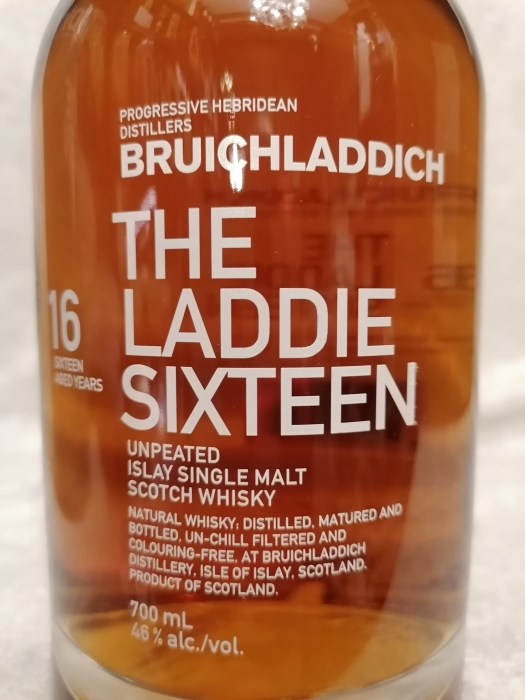 PROGRESSIVE HEBRIDEAN
DISTILLERS
BRUICHLADDICH
THE
LADDIE
SIXTEEN
16
SIXTEEN
AGED YEARS
UNPEATED
ISLAY SINGLE MALT
SCOTCH WHISKY
NATURAL WHISKY: DISTILLED, MATURED AND
BOTTLED, UN-CHILL FILTERED AND
COLOURING-FREE, AT BRUICHLADDICH
DISTILLERY, ISLE OF ISLAY, SCOTLAND.
PRODUCT OF SCOTLAND.
700 mL
46% alc./vol.